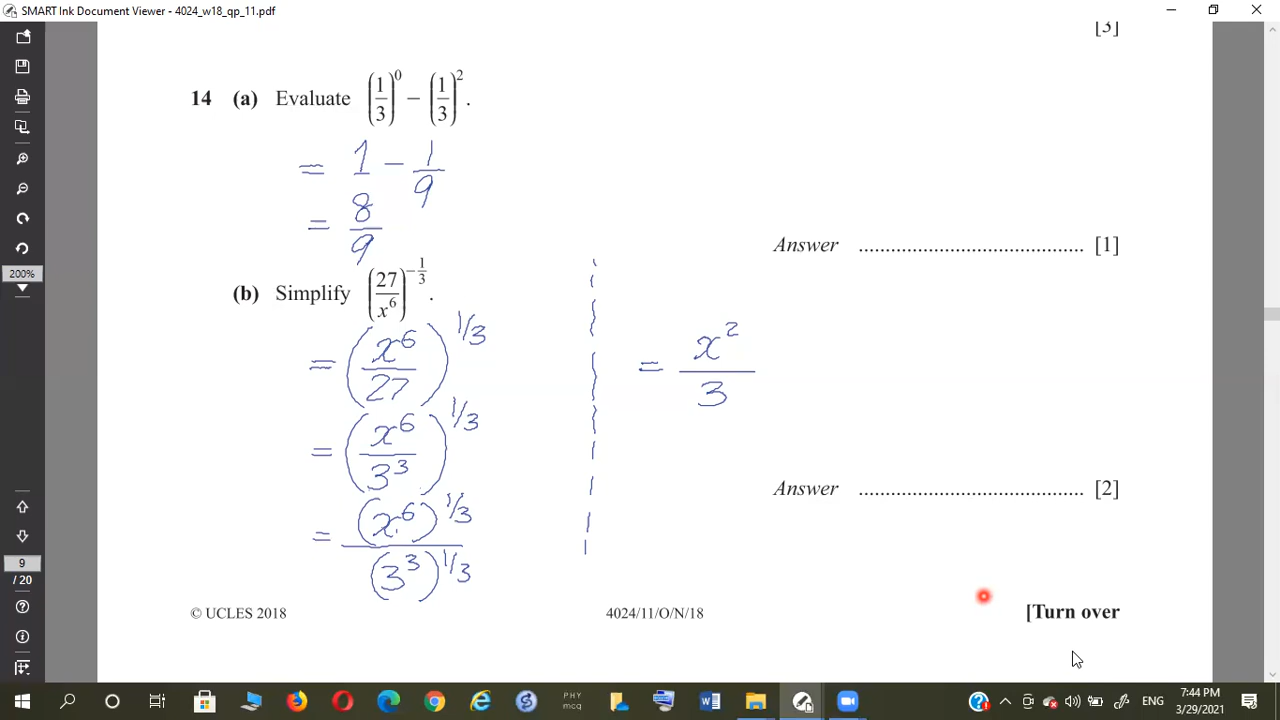 SMART Ink Document Viewer - 4024_w18_qp_11.pdf
[3]
14 (a) Evaluate (1/3)^0 − (1/3)^2.
= 1 − 1/9
= 8/9
Answer ........................................... [1]
(b) Simplify (27/x^6)^(−1/3).
= (x^6/27)^1/3
= (x^6/3^3)^1/3
= (x^6)^1/3 / (3^3)^1/3
= x^2/3
Answer ........................................... [2]
© UCLES 2018 4024/11/O/N/18 [Turn over
200%
9
/ 20
PHY
mcq
ENG
7:44 PM
3/29/2021